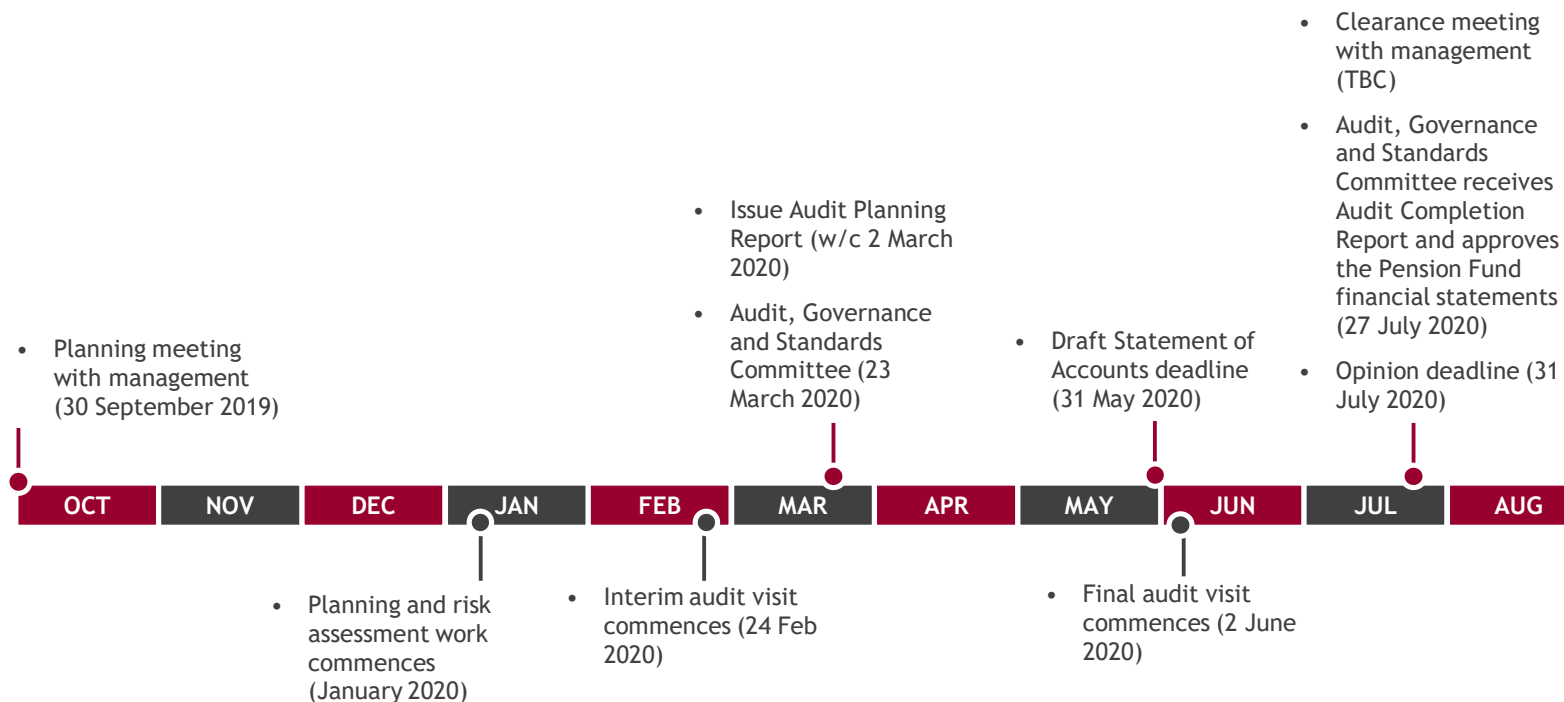 • Planning meeting
with management
(30 September 2019)
• Issue Audit Planning
Report (w/c 2 March
2020)
• Audit, Governance
and Standards
Committee (23
March 2020)
• Draft Statement of
Accounts deadline
(31 May 2020)
• Clearance meeting
with management
(TBC)
• Audit, Governance
and Standards
Committee receives
Audit Completion
Report and approves
the Pension Fund
financial statements
(27 July 2020)
• Opinion deadline (31
July 2020)
OCT NOV DEC JAN FEB MAR APR MAY JUN JUL AUG
• Planning and risk
assessment work
commences
(January 2020)
• Interim audit visit
commences (24 Feb
2020)
• Final audit visit
commences (2 June
2020)